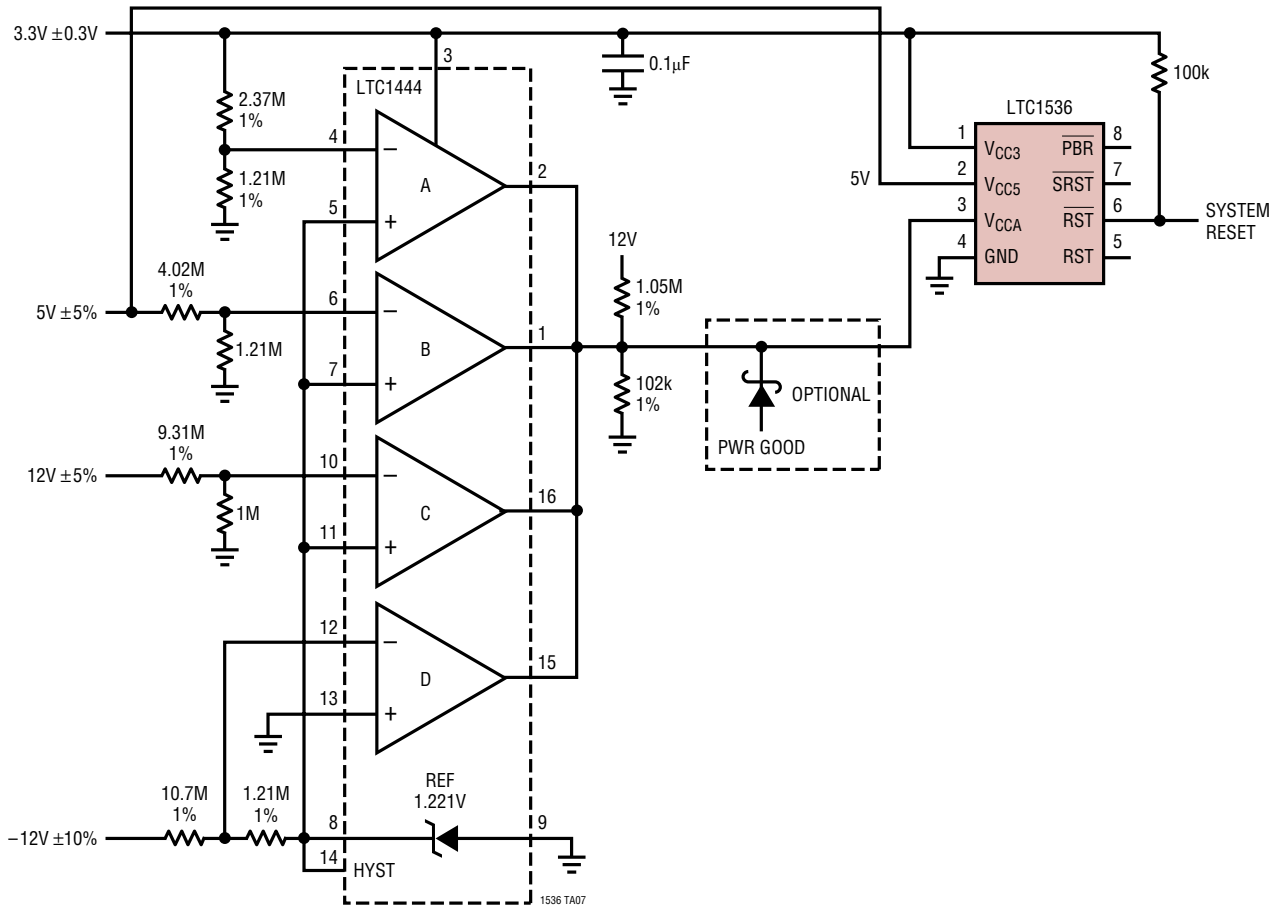 3.3V ±0.3V
3
0.1µF
100k
LTC1444
LTC1536
2.37M
1%
4
−
A
2
1.21M
1%
5
+
1
VCC3
PBR
8
5V
2
VCC5
SRST
7
3
VCCA
RST
6
SYSTEM
RESET
4
GND
RST
5
12V
1.05M
1%
4.02M
1%
5V ±5%
6
−
B
1
1.21M
7
+
102k
1%
OPTIONAL
PWR GOOD
9.31M
1%
12V ±5%
10
−
C
16
1M
11
+
12
−
D
15
13
+
REF
1.221V
10.7M
1%
1.21M
1%
−12V ±10%
8
9
14
HYST
1536 TA07